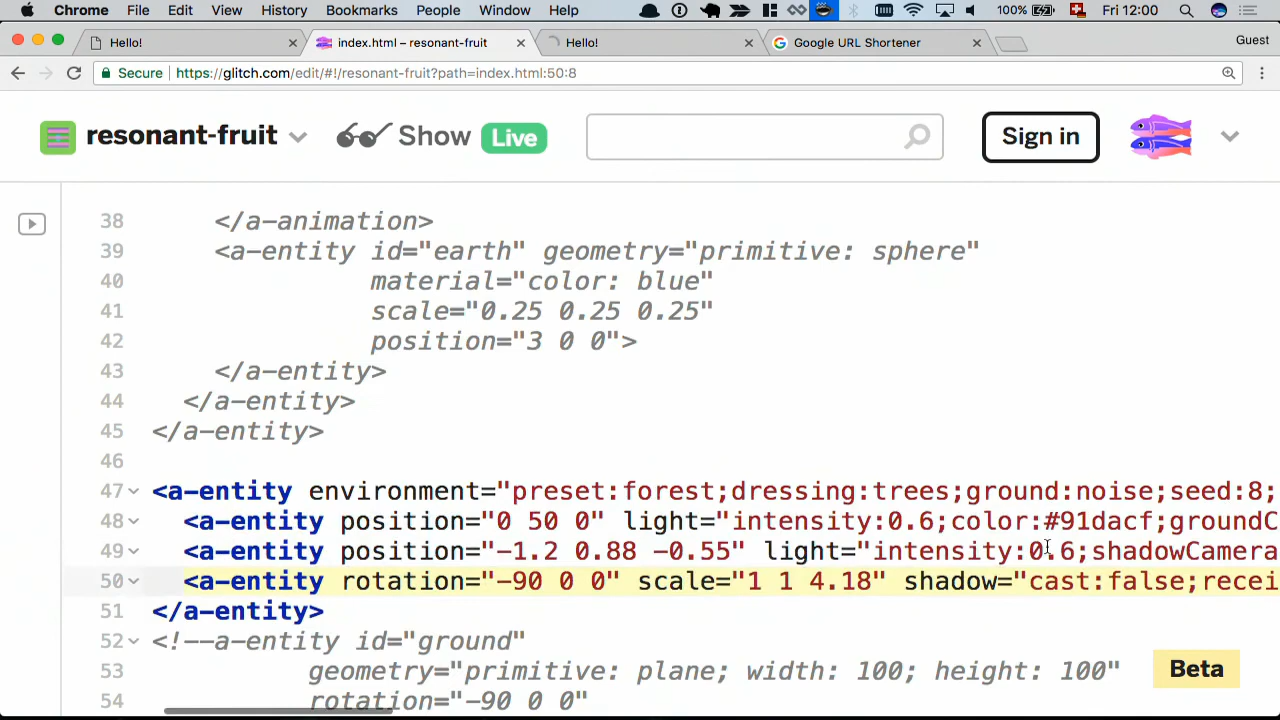 Chrome File Edit View History Bookmarks People Window Help 100% Fri 12:00
Hello! index.html – resonant-fruit Hello! Google URL Shortener Guest
Secure https://glitch.com/edit/#!/resonant-fruit?path=index.html:50:8
resonant-fruit Show Live Sign in
38 </a-animation>
39 <a-entity id="earth" geometry="primitive: sphere"
40 material="color: blue"
41 scale="0.25 0.25 0.25"
42 position="3 0 0">
43 </a-entity>
44 </a-entity>
45 </a-entity>
46
47 <a-entity environment="preset:forest;dressing:trees;ground:noise;seed:8;
48 <a-entity position="0 50 0" light="intensity:0.6;color:#91dacf;groundC
49 <a-entity position="-1.2 0.88 -0.55" light="intensity:0.6;shadowCamera
50 <a-entity rotation="-90 0 0" scale="1 1 4.18" shadow="cast:false;recei
51 </a-entity>
52 <!--a-entity id="ground"
53 geometry="primitive: plane; width: 100; height: 100"
54 rotation="-90 0 0"
Beta